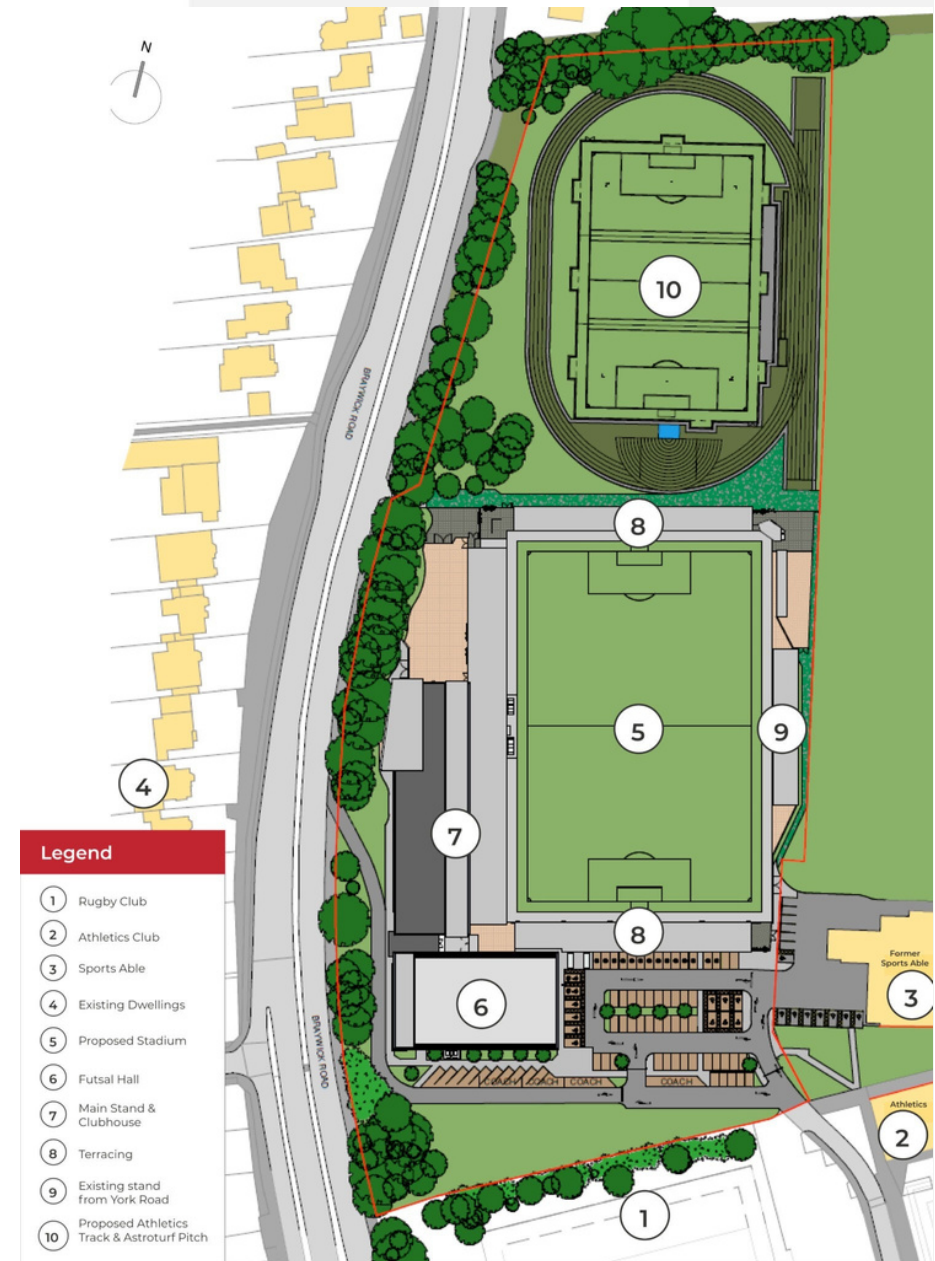 N
BRAYWICK ROAD
10
8
5
9
4
7
8
6
COACH
COACH
COACH
COACH
BRAYWICK ROAD
Former
Sports Able
3
Athletics
2
1
Legend
1 Rugby Club
2 Athletics Club
3 Sports Able
4 Existing Dwellings
5 Proposed Stadium
6 Futsal Hall
7 Main Stand &
Clubhouse
8 Terracing
9 Existing stand
from York Road
10 Proposed Athletics
Track & Astroturf Pitch